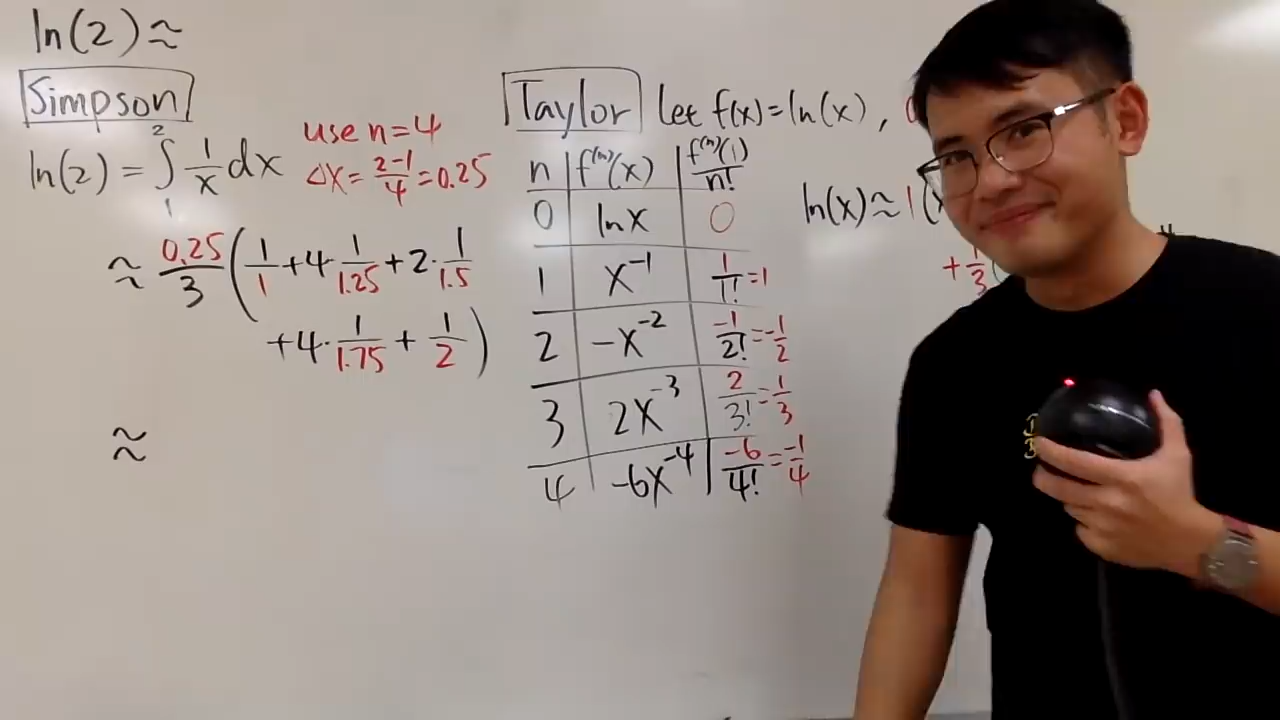 ln(2) ≈
Simpson
ln(2) = ∫₁² 1/x dx
use n=4
Δx = (2-1)/4 = 0.25
≈ 0.25/3 (1/1 + 4·1/1.25 + 2·1/1.5
+4·1/1.75 + 1/2)
≈
Taylor let f(x)=ln(x),
n f⁽ⁿ⁾(x) f⁽ⁿ⁾(1)/n!
0 lnx 0
1 x⁻¹ 1/1! =1
2 -x⁻² -1/2! = -1/2
3 2x⁻³ 2/3! = 1/3
4 -6x⁻⁴ -6/4! = -1/4
ln(x) ≈ 1(x
+1/3(